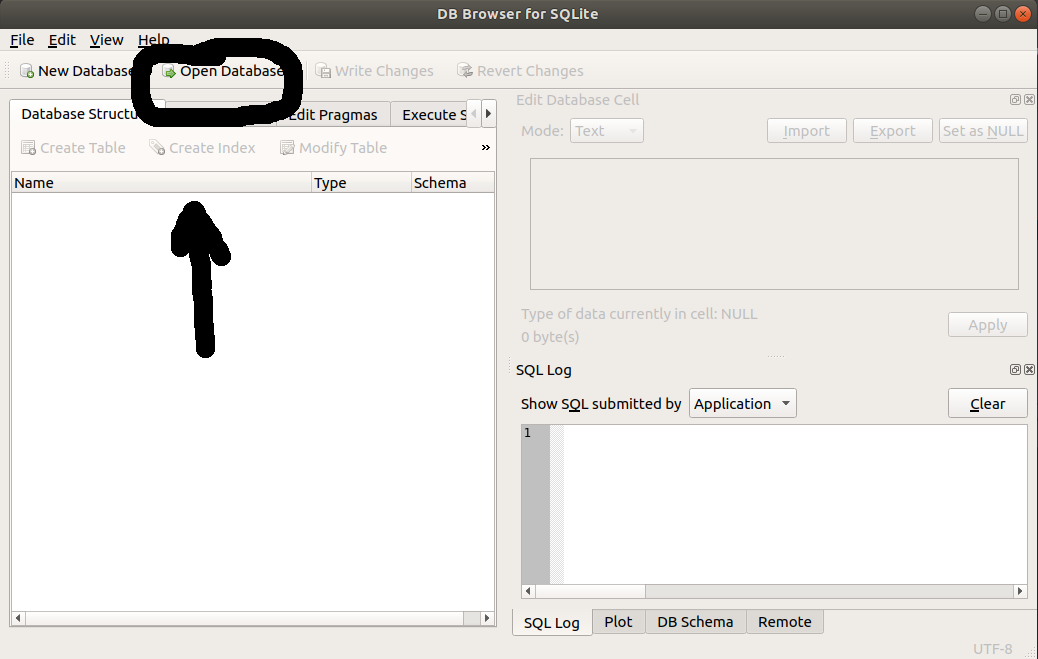 DB Browser for SQLite
File Edit View Help
New Database Open Database Write Changes Revert Changes
Database Structu Edit Pragmas Execute S
Create Table Create Index Modify Table »
Name Type Schema
Edit Database Cell
Mode: Text Import Export Set as NULL
Type of data currently in cell: NULL
0 byte(s)
Apply
SQL Log
Show SQL submitted by Application Clear
1
SQL Log Plot DB Schema Remote
UTF-8